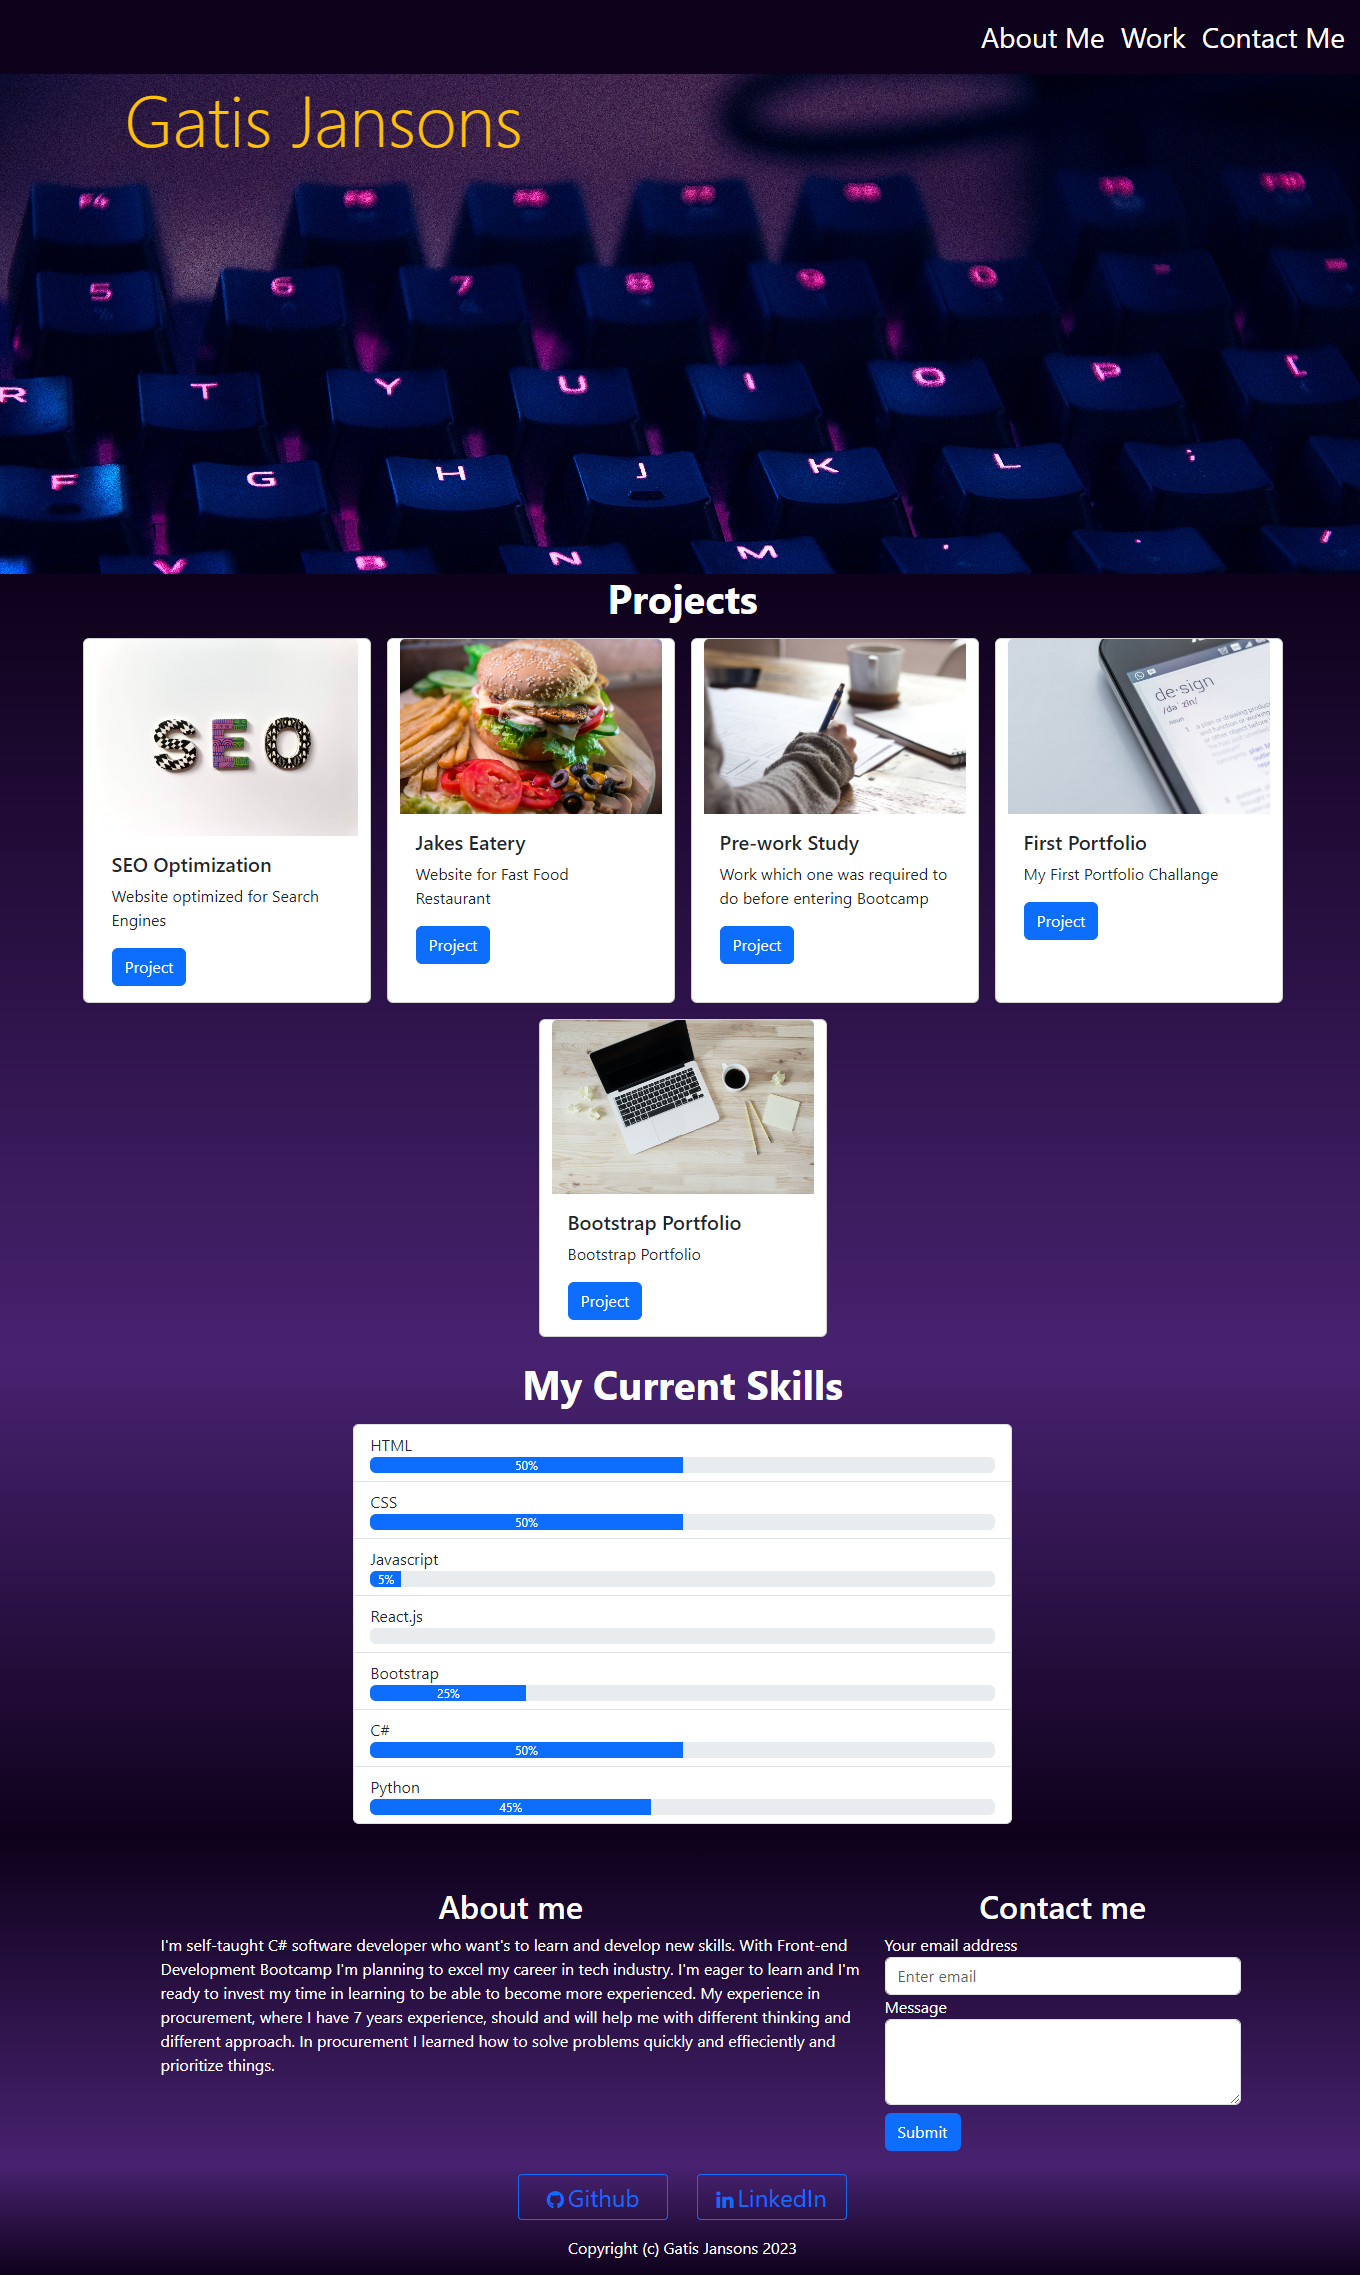 About Me Work Contact Me
Gatis Jansons
F4
5 6 7 8 9 0 -
R T Y U I O P [
F G H J K L ;
V B N M , . /
Projects
SEO
SEO Optimization
Website optimized for Search
Engines
Project
Jakes Eatery
Website for Fast Food
Restaurant
Project
Pre-work Study
Work which one was required to
do before entering Bootcamp
Project
de·sign
noun
First Portfolio
My First Portfolio Challange
Project
Bootstrap Portfolio
Bootstrap Portfolio
Project
My Current Skills
HTML
50%
CSS
50%
Javascript
5%
React.js
Bootstrap
25%
C#
50%
Python
45%
About me
I'm self-taught C# software developer who want's to learn and develop new skills. With Front-end
Development Bootcamp I'm planning to excel my career in tech industry. I'm eager to learn and I'm
ready to invest my time in learning to be able to become more experienced. My experience in
procurement, where I have 7 years experience, should and will help me with different thinking and
different approach. In procurement I learned how to solve problems quickly and effieciently and
prioritize things.
Contact me
Your email address
Enter email
Message
Submit
Github
LinkedIn
Copyright (c) Gatis Jansons 2023